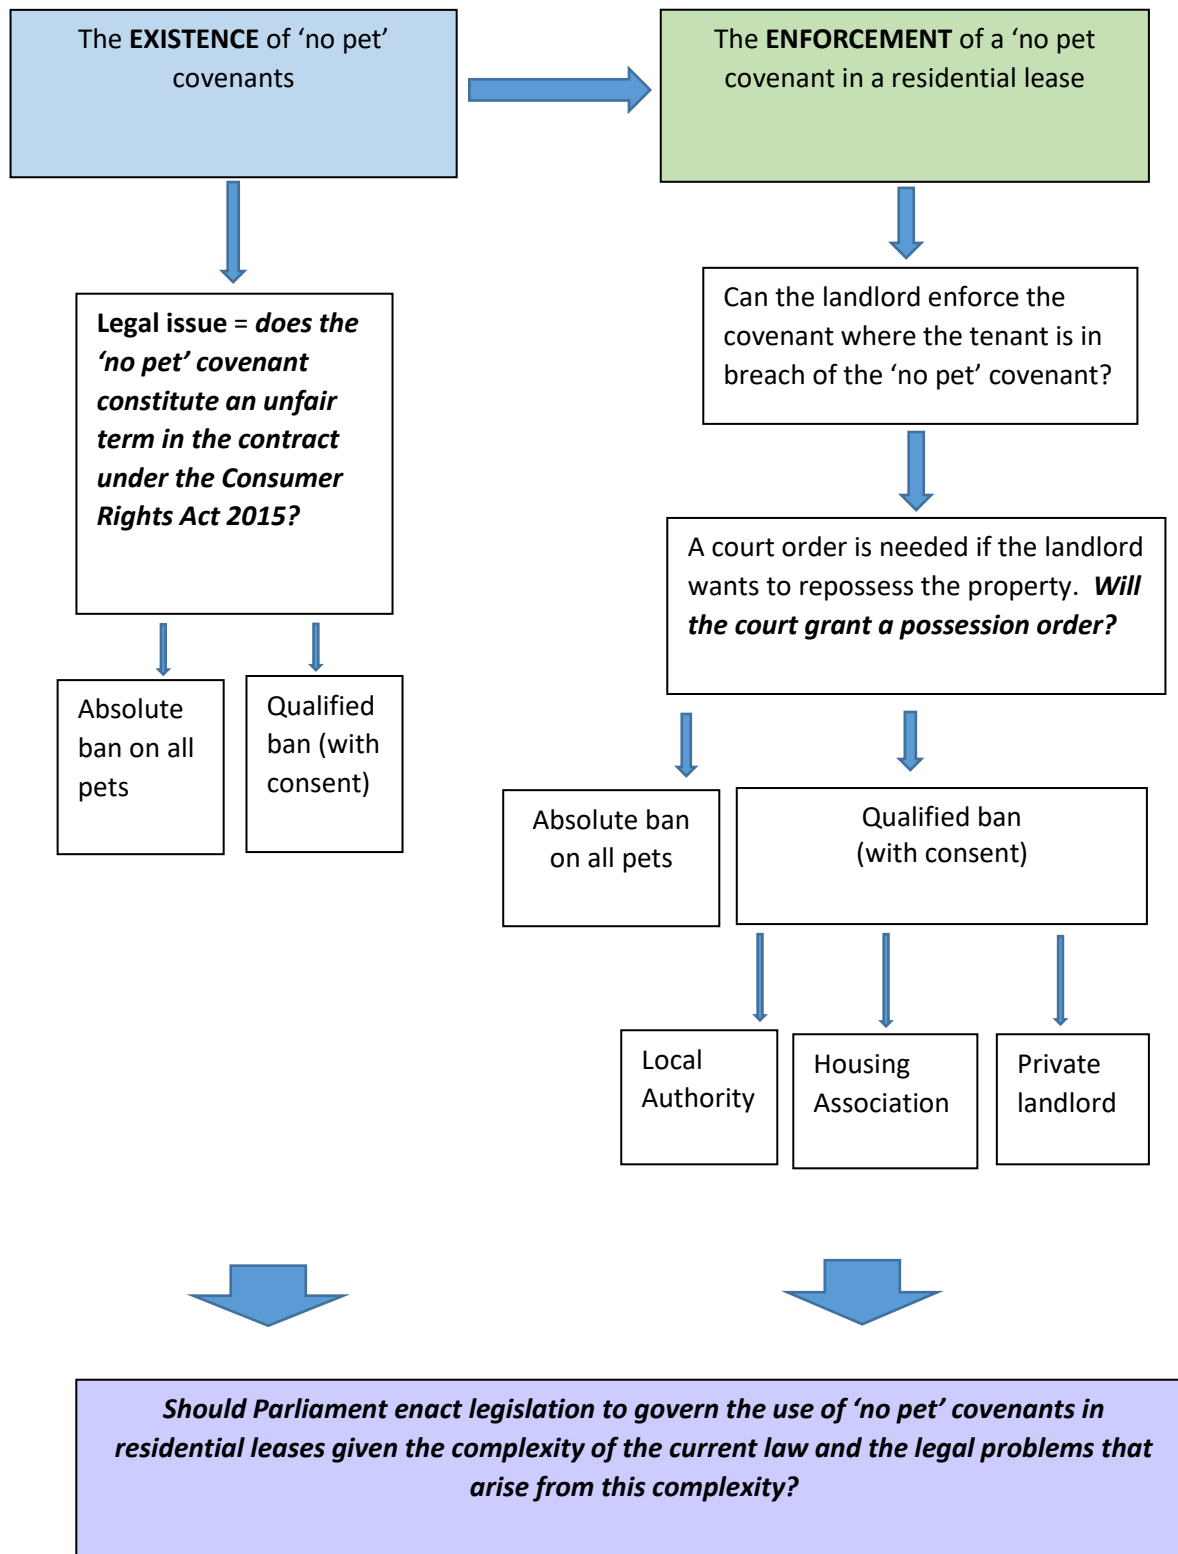 The EXISTENCE of ‘no pet’
covenants
The ENFORCEMENT of a ‘no pet
covenant in a residential lease
Legal issue = does the
‘no pet’ covenant
constitute an unfair
term in the contract
under the Consumer
Rights Act 2015?
Can the landlord enforce the
covenant where the tenant is in
breach of the ‘no pet’ covenant?
A court order is needed if the landlord
wants to repossess the property.  Will
the court grant a possession order?
Absolute
ban on all
pets
Qualified
ban (with
consent)
Absolute ban
on all pets
Qualified ban
(with consent)
Local
Authority
Housing
Association
Private
landlord
Should Parliament enact legislation to govern the use of ‘no pet’ covenants in
residential leases given the complexity of the current law and the legal problems that
arise from this complexity?